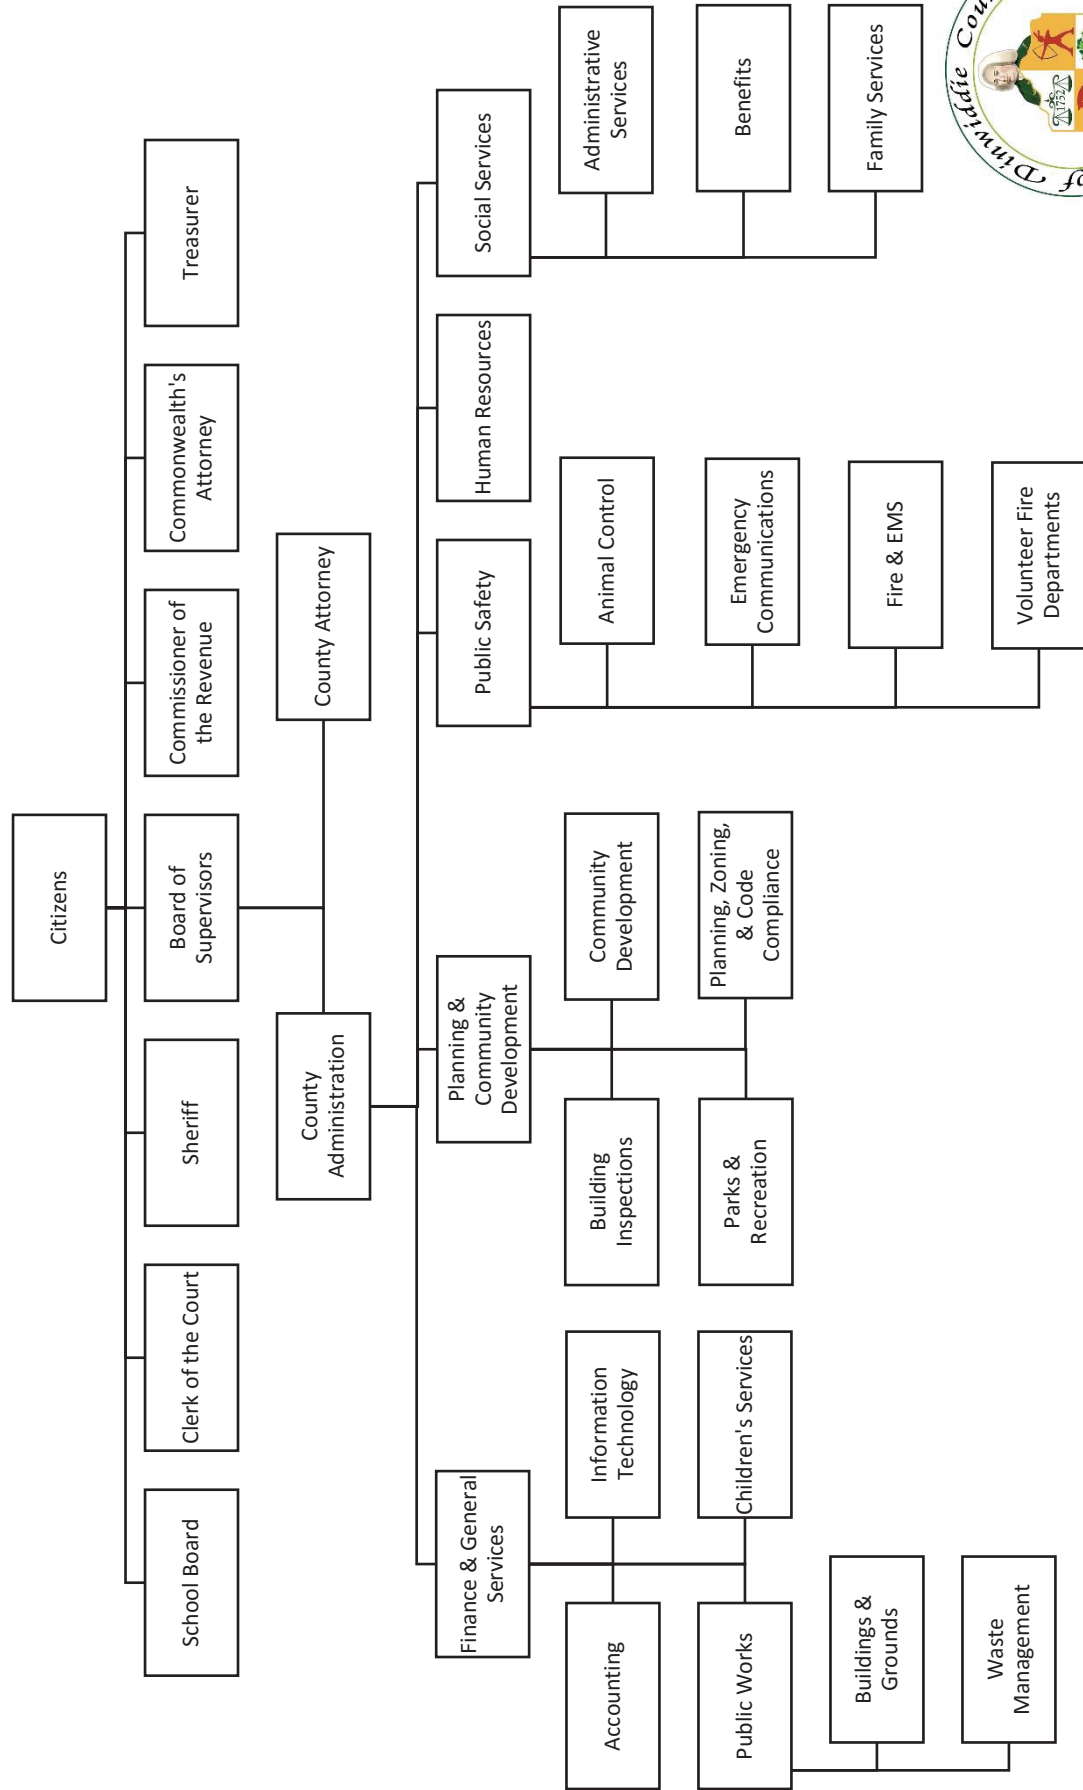 Citizens
School Board
Clerk of the Court
Sheriff
Board of
Supervisors
Commissioner of
the Revenue
Commonwealth's
Attorney
Treasurer
County
Administration
County Attorney
Finance & General
Services
Planning &
Community
Development
Public Safety
Human Resources
Social Services
Accounting
Information
Technology
Public Works
Children's Services
Buildings &
Grounds
Waste
Management
Building
Inspections
Community
Development
Parks &
Recreation
Planning, Zoning,
& Code
Compliance
Animal Control
Emergency
Communications
Fire & EMS
Volunteer Fire
Departments
Administrative
Services
Benefits
Family Services
of Dinwiddie
1752